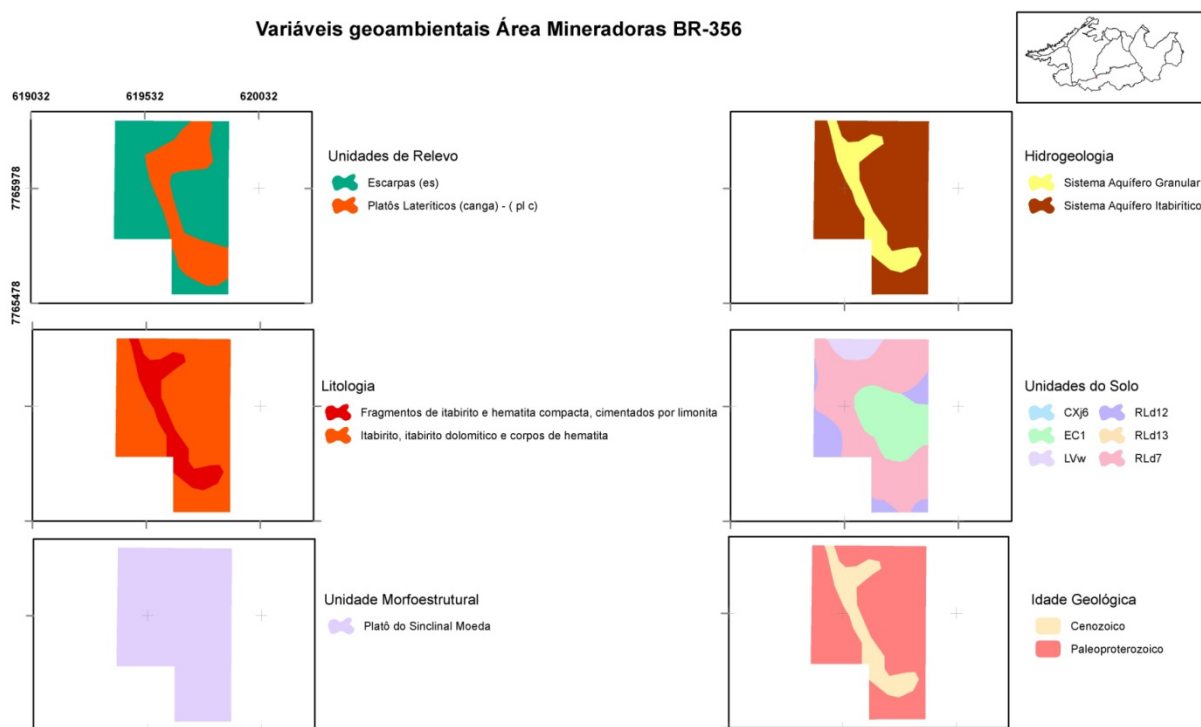 Variáveis geoambientais Área Mineradoras BR-356
619032
619532
620032
7765978
7765478
Unidades de Relevo
Escarpas (es)
Platôs Lateríticos (canga) - ( pl c)
Hidrogeologia
Sistema Aquífero Granular
Sistema Aquífero Itabirítico
Litologia
Fragmentos de itabirito e hematita compacta, cimentados por limonita
Itabirito, itabirito dolomitico e corpos de hematita
Unidades do Solo
CXj6
RLd12
EC1
RLd13
LVw
RLd7
Unidade Morfoestrutural
Platô do Sinclinal Moeda
Idade Geológica
Cenozoico
Paleoproterozoico